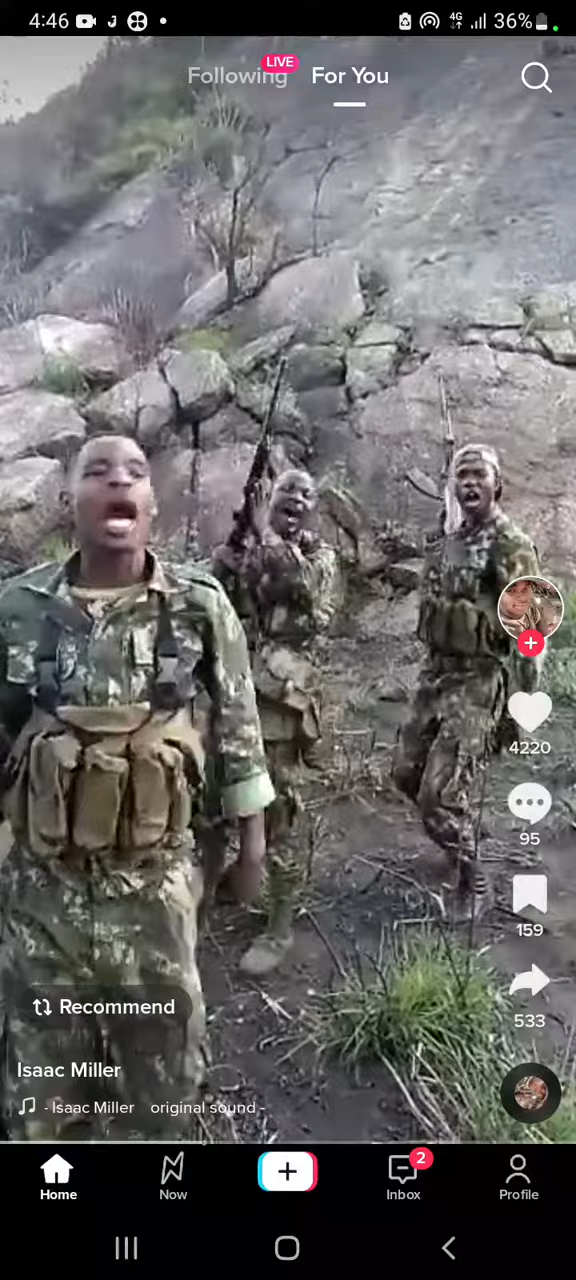 4:46
4G
36%
LIVE
Following
For You
4220
95
159
533
Recommend
Isaac Miller
- Isaac Miller original sound -
2
Home
Now
Inbox
Profile